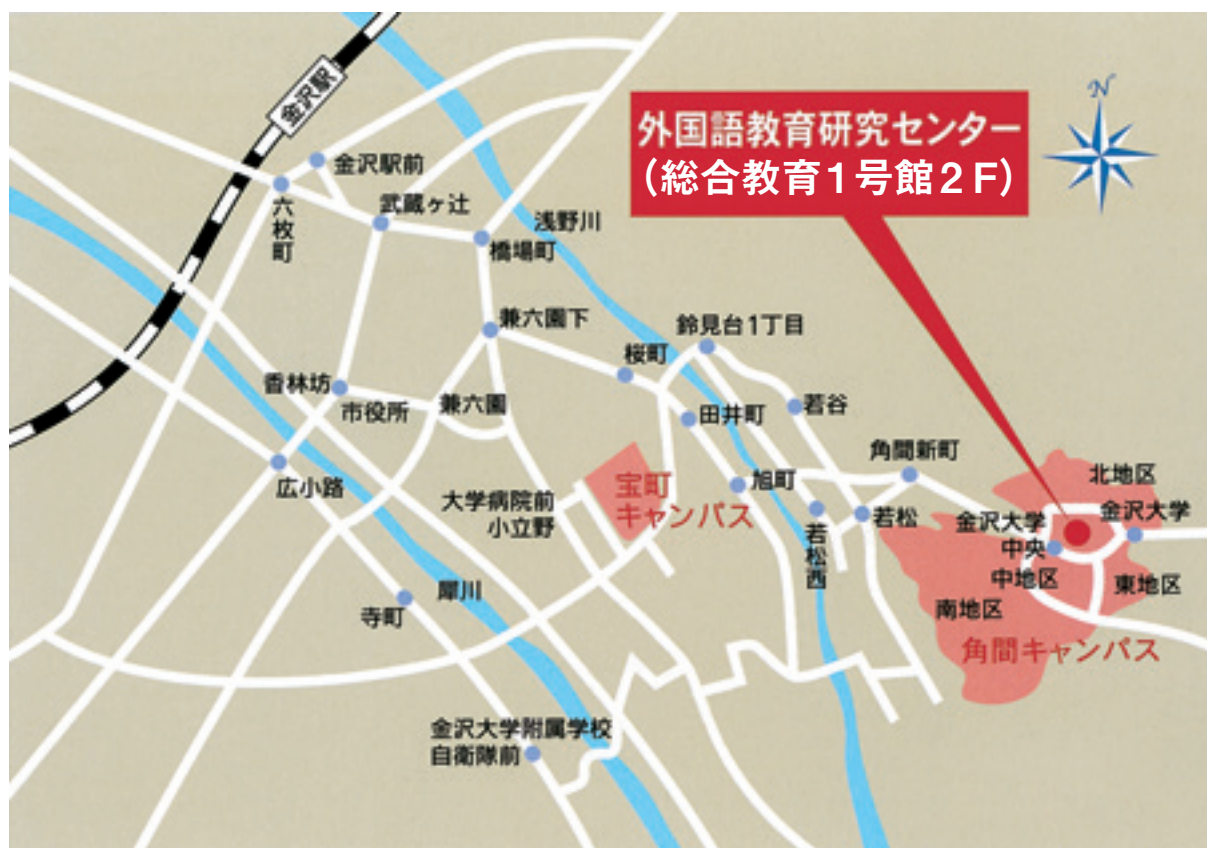 N
金沢駅
外国語教育研究センター
(総合教育1号館2F)
金沢駅前
六枚町
武蔵ヶ辻
浅野川
橋場町
兼六園下
鈴見台1丁目
桜町
香林坊
市役所
兼六園
田井町
若谷
角間新町
広小路
大学病院前
小立野
宝町
キャンパス
旭町
若松西
若松
北地区
金沢大学
中央
金沢大学
中地区
東地区
南地区
角間キャンパス
犀川
寺町
金沢大学附属学校
自衛隊前